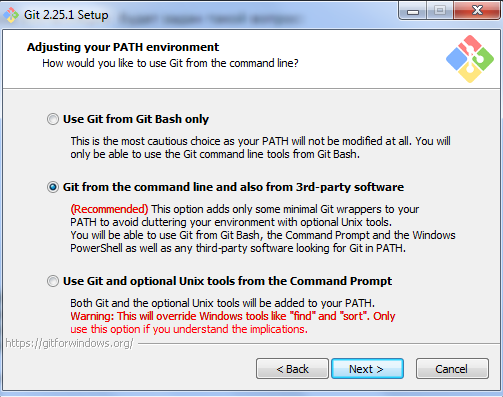 Git 2.25.1 Setup
Adjusting your PATH environment
How would you like to use Git from the command line?
Use Git from Git Bash only
This is the most cautious choice as your PATH will not be modified at all. You will
only be able to use the Git command line tools from Git Bash.
Git from the command line and also from 3rd-party software
(Recommended) This option adds only some minimal Git wrappers to your
PATH to avoid cluttering your environment with optional Unix tools.
You will be able to use Git from Git Bash, the Command Prompt and the Windows
PowerShell as well as any third-party software looking for Git in PATH.
Use Git and optional Unix tools from the Command Prompt
Both Git and the optional Unix tools will be added to your PATH.
Warning: This will override Windows tools like "find" and "sort". Only
use this option if you understand the implications.
https://gitforwindows.org/
< Back
Next >
Cancel